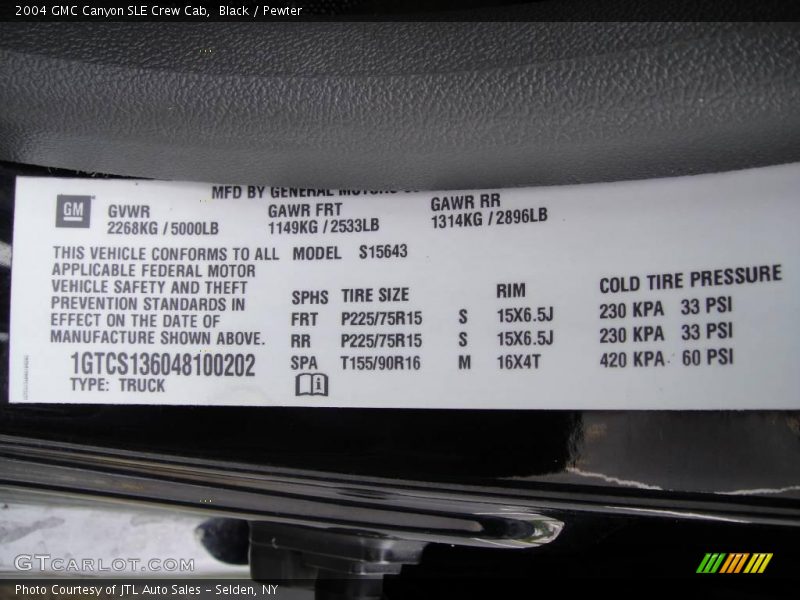 2004 GMC Canyon SLE Crew Cab, Black / Pewter
MFD BY GENERAL MOTORS
GM
GVWR
2268KG / 5000LB
GAWR FRT
1149KG / 2533LB
GAWR RR
1314KG / 2896LB
THIS VEHICLE CONFORMS TO ALL
APPLICABLE FEDERAL MOTOR
VEHICLE SAFETY AND THEFT
PREVENTION STANDARDS IN
EFFECT ON THE DATE OF
MANUFACTURE SHOWN ABOVE.
1GTCS136048100202
TYPE: TRUCK
MODEL S15643
SPHS TIRE SIZE RIM COLD TIRE PRESSURE
FRT P225/75R15 S 15X6.5J 230 KPA 33 PSI
RR P225/75R15 S 15X6.5J 230 KPA 33 PSI
SPA T155/90R16 M 16X4T 420 KPA 60 PSI
GTCARLOT.COM
Photo Courtesy of JTL Auto Sales - Selden, NY